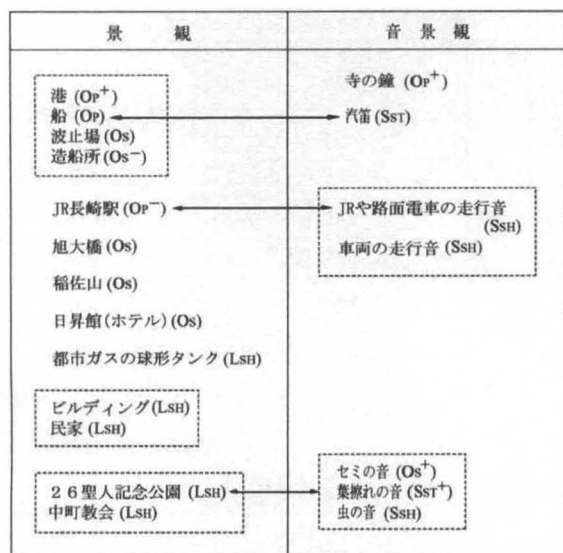 景観
音景観
港 (OP+)
船 (OP)
波止場 (Os)
造船所 (Os−)
JR長崎駅 (OP−)
旭大橋 (Os)
稲佐山 (Os)
日昇館(ホテル) (Os)
都市ガスの球形タンク (LSH)
ビルディング (LSH)
民家 (LSH)
26聖人記念公園 (LSH)
中町教会 (LSH)
寺の鐘 (OP+)
汽笛 (SST)
JRや路面電車の走行音
(SSH)
車両の走行音 (SSH)
セミの音 (Os+)
葉擦れの音 (SST+)
虫の音 (SSH)